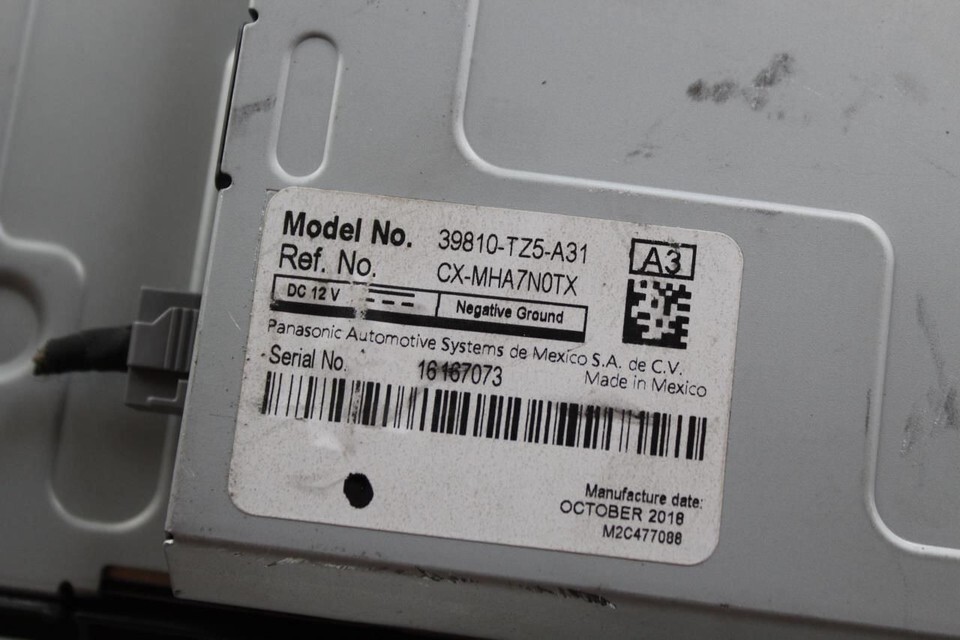 Model No. 39810-TZ5-A31
A3
Ref. No. CX-MHA7N0TX
DC 12 V
Negative Ground
Panasonic Automotive Systems de Mexico S.A. de C.V.
Made in Mexico
Serial No. 16167073
Manufacture date:
OCTOBER 2018
M2C477088